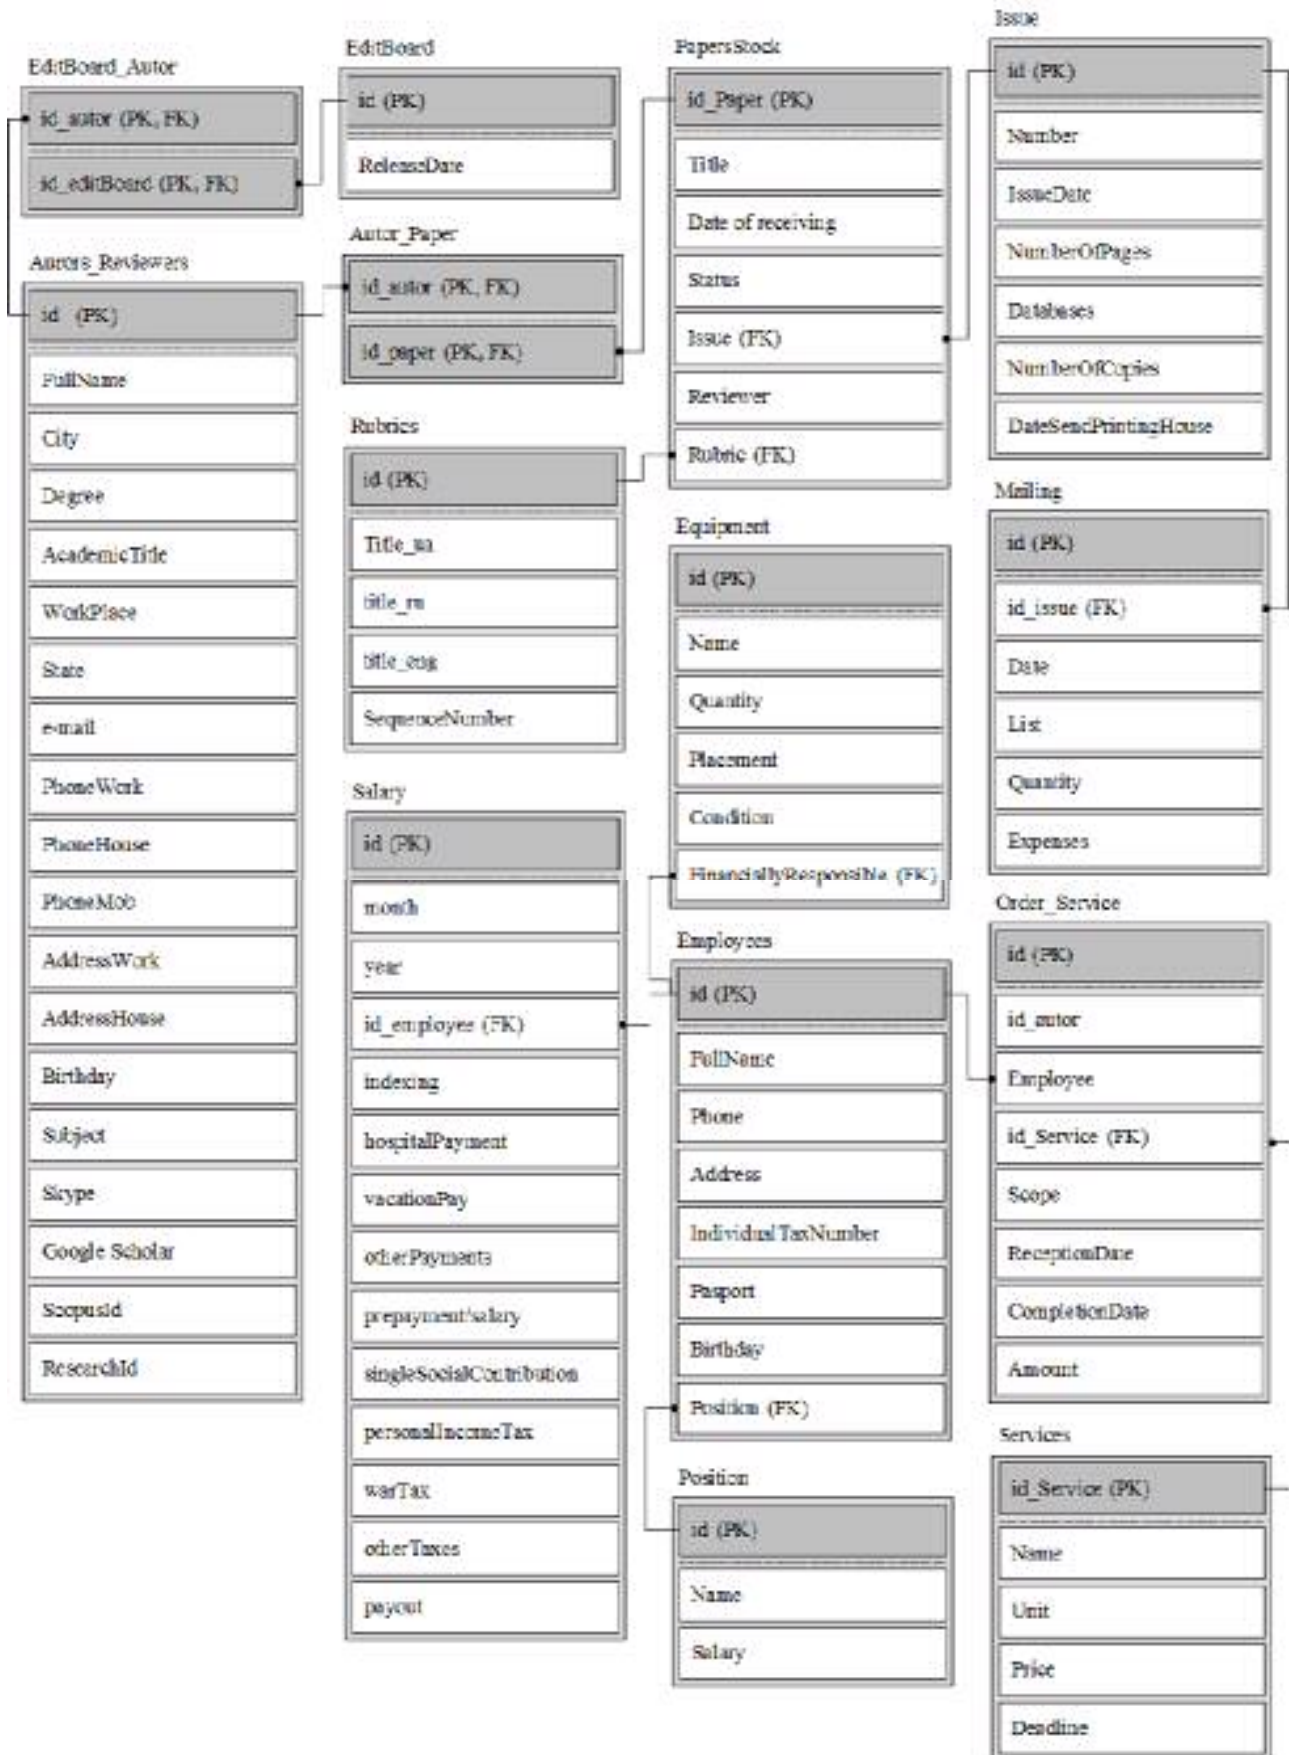 EditBoard_Autor
id_autor (PK, FK)
id_editBoard (PK, FK)
Autors_Reviewers
id (PK)
FullName
City
Degree
AcademicTitle
WorkPlace
State
e-mail
PhoneWork
PhoneHouse
PhoneMob
AddressWork
AddressHouse
Birthday
Subject
Skype
Google Scholar
ScopusId
ResearchId
EditBoard
id (PK)
ReleaseDate
Autor_Paper
id_autor (PK, FK)
id_paper (PK, FK)
Rubrics
id (PK)
Title_ua
title_ru
title_eng
SequenceNumber
Salary
id (PK)
month
year
id_employee (FK)
indexing
hospitalPayment
vacationPay
otherPayments
prepayment/salary
singleSocialContribution
personalIncomeTax
warTax
otherTaxes
payout
PapersStock
id_Paper (PK)
Title
Date of receiving
Status
Issue (FK)
Reviewer
Rubric (FK)
Equipment
id (PK)
Name
Quantity
Placement
Condition
FinanciallyResponsible (FK)
Employees
id (PK)
FullName
Phone
Address
IndividualTaxNumber
Pasport
Birthday
Position (FK)
Position
id (PK)
Name
Salary
Issue
id (PK)
Number
IssueDate
NumberOfPages
Databases
NumberOfCopies
DateSendPrintingHouse
Mailing
id (PK)
id_issue (FK)
Date
List
Quantity
Expenses
Order_Service
id (PK)
id_autor
Employee
id_Service (FK)
Scope
ReceptionDate
CompletionDate
Amount
Services
id_Service (PK)
Name
Unit
Price
Deadline